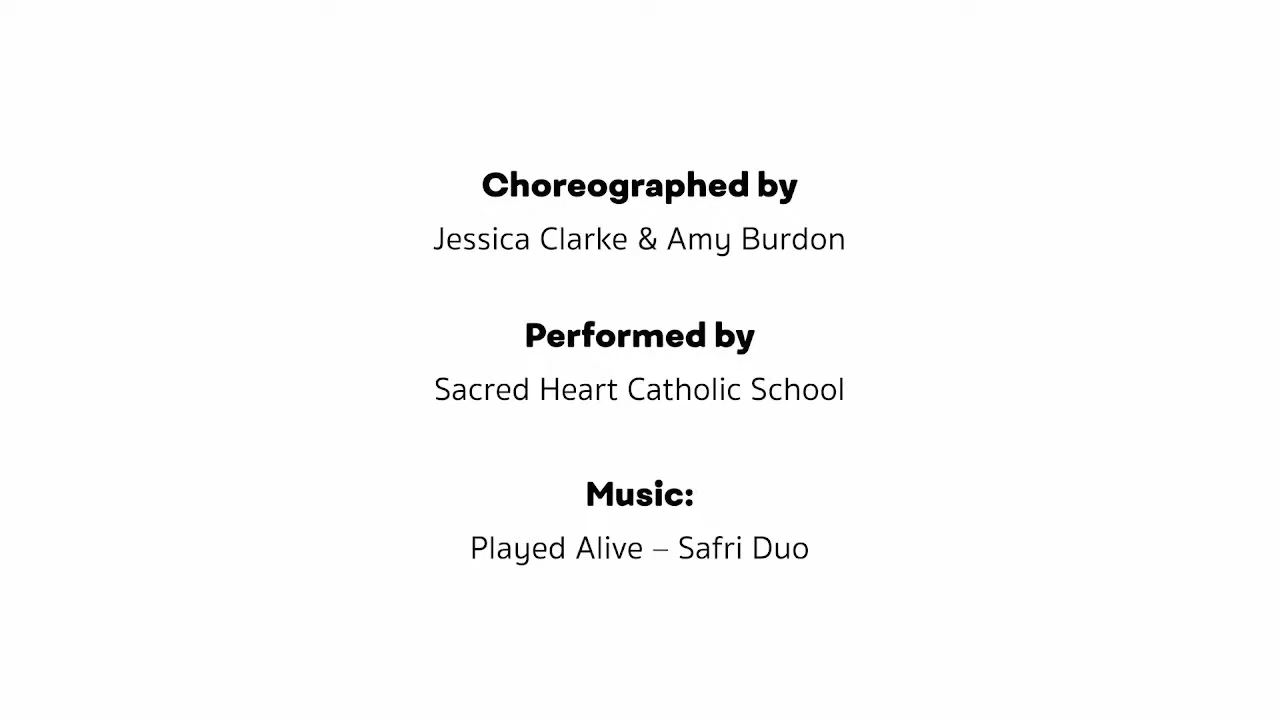 Choreographed by
Jessica Clarke & Amy Burdon
Performed by
Sacred Heart Catholic School
Music:
Played Alive – Safri Duo